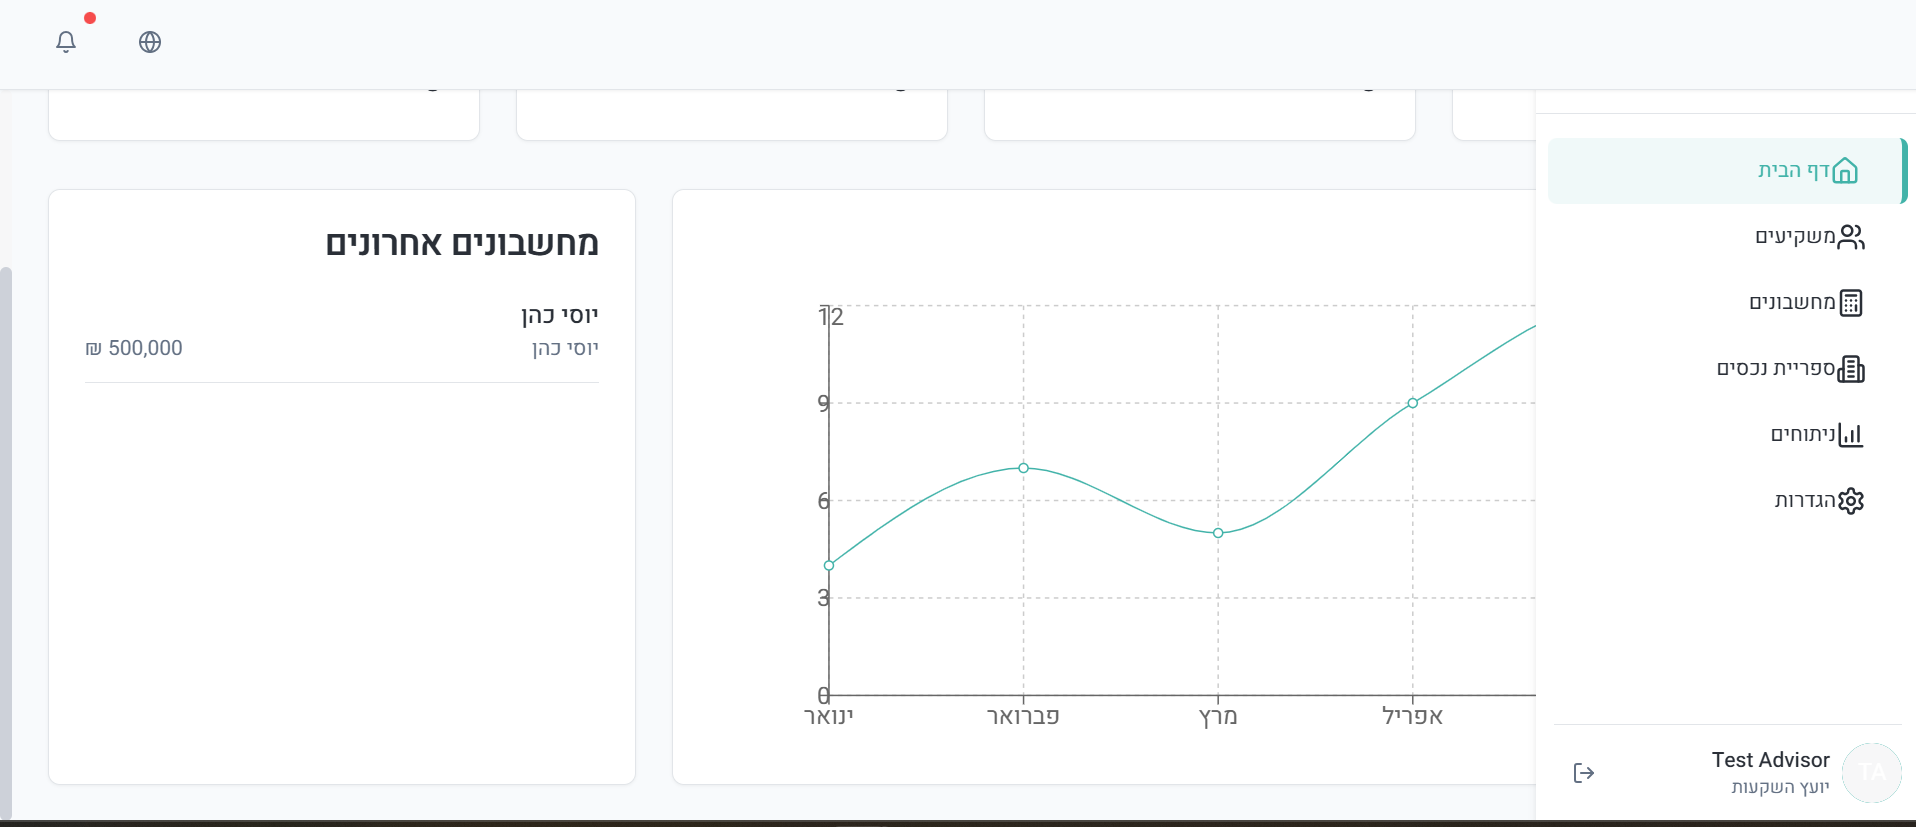 דף הבית
משקיעים
מחשבונים
ספריית נכסים
ניתוחים
הגדרות
TA
Test Advisor
יועץ השקעות
12
9
6
3
0
ינואר
פברואר
מרץ
אפריל
מחשבונים אחרונים
יוסי כהן
יוסי כהן
500,000 ₪